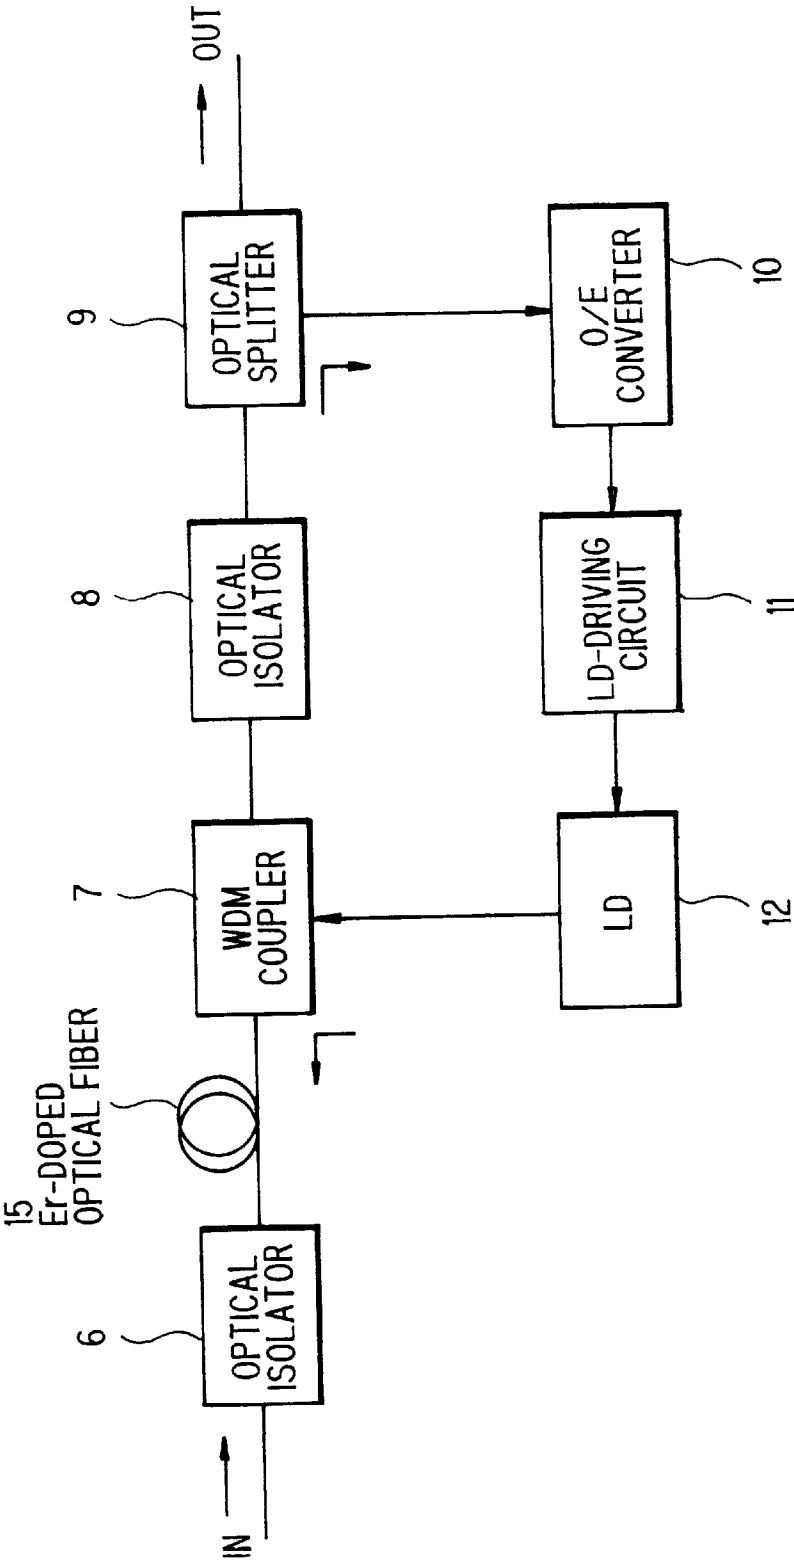 15
Er-DOPED
OPTICAL FIBER
6
7
8
9
IN
OPTICAL
ISOLATOR
WDM
COUPLER
OPTICAL
ISOLATOR
OPTICAL
SPLITTER
OUT
LD
LD-DRIVING
CIRCUIT
O/E
CONVERTER
12
11
10